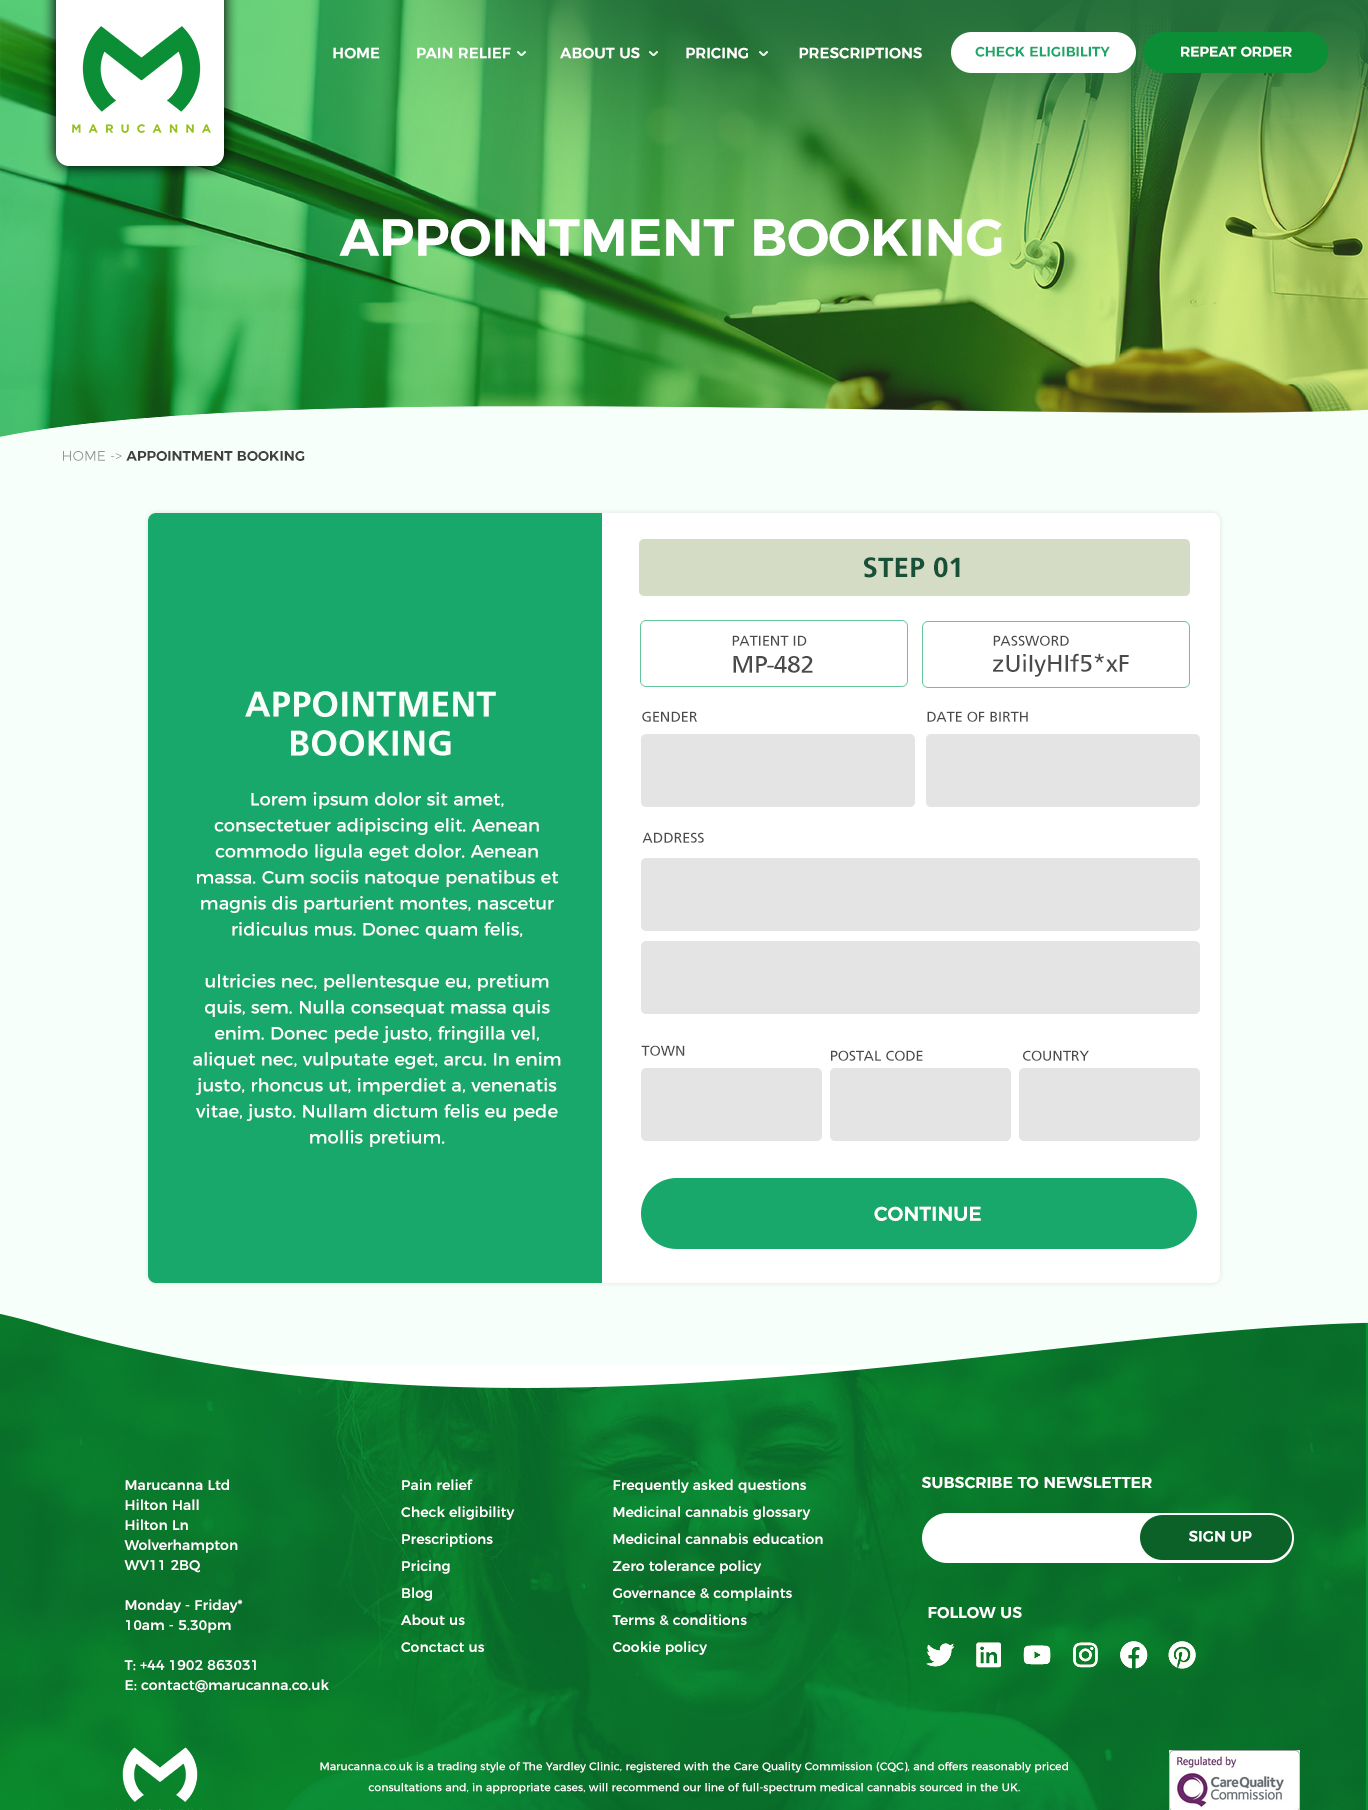 MARUCANNA
HOME
PAIN RELIEF
ABOUT US
PRICING
PRESCRIPTIONS
CHECK ELIGIBILITY
REPEAT ORDER
APPOINTMENT BOOKING
HOME -> APPOINTMENT BOOKING
APPOINTMENT
BOOKING
Lorem ipsum dolor sit amet,
consectetuer adipiscing elit. Aenean
commodo ligula eget dolor. Aenean
massa. Cum sociis natoque penatibus et
magnis dis parturient montes, nascetur
ridiculus mus. Donec quam felis,
ultricies nec, pellentesque eu, pretium
quis, sem. Nulla consequat massa quis
enim. Donec pede justo, fringilla vel,
aliquet nec, vulputate eget, arcu. In enim
justo, rhoncus ut, imperdiet a, venenatis
vitae, justo. Nullam dictum felis eu pede
mollis pretium.
STEP 01
PATIENT ID
MP-482
PASSWORD
zUiIyHIf5*xF
GENDER
DATE OF BIRTH
ADDRESS
TOWN
POSTAL CODE
COUNTRY
CONTINUE
Marucanna Ltd
Hilton Hall
Hilton Ln
Wolverhampton
WV11 2BQ
Monday - Friday*
10am - 5.30pm
T: +44 1902 863031
E: contact@marucanna.co.uk
Pain relief
Check eligibility
Prescriptions
Pricing
Blog
About us
Conctact us
Frequently asked questions
Medicinal cannabis glossary
Medicinal cannabis education
Zero tolerance policy
Governance & complaints
Terms & conditions
Cookie policy
SUBSCRIBE TO NEWSLETTER
SIGN UP
FOLLOW US
Marucanna.co.uk is a trading style of The Yardley Clinic, registered with the Care Quality Commission (CQC), and offers reasonably priced
consultations and, in appropriate cases, will recommend our line of full-spectrum medical cannabis sourced in the UK.
Regulated by
CareQuality
Commission